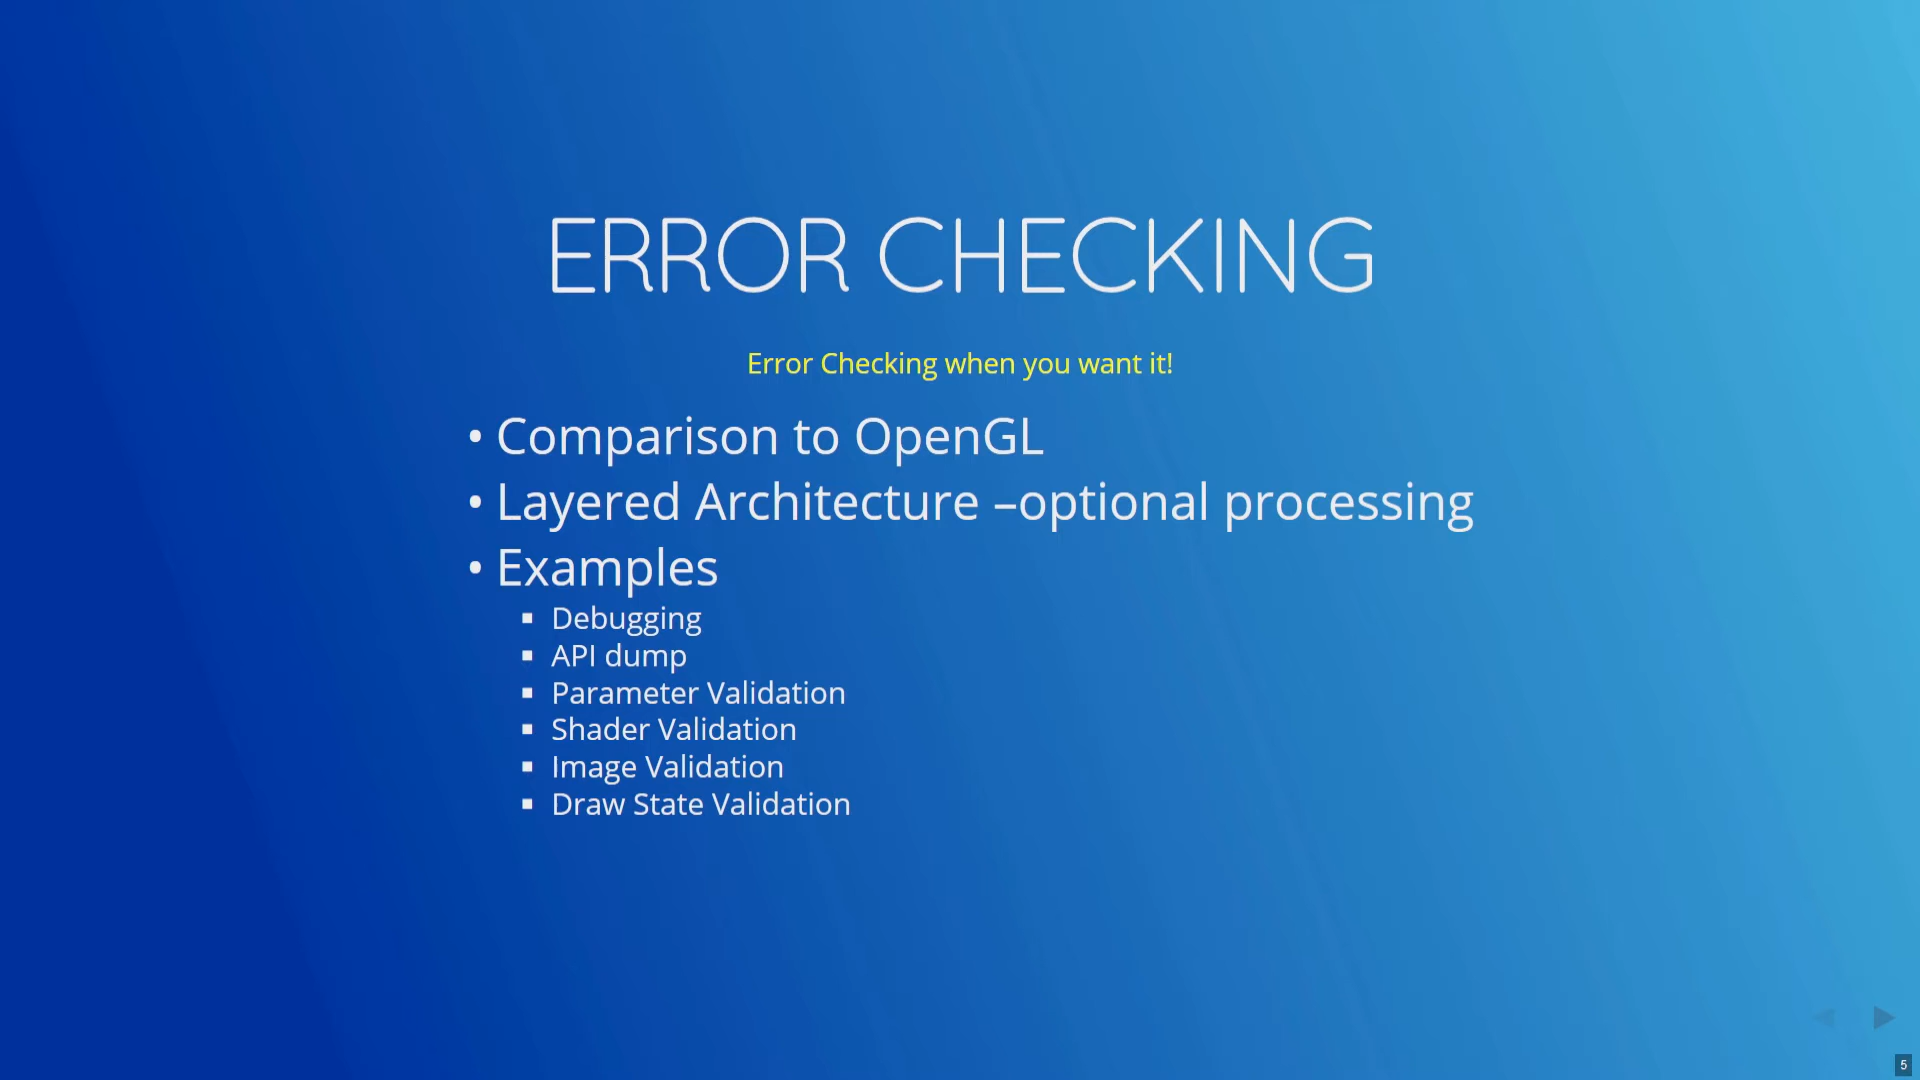 ERROR CHECKING
Error Checking when you want it!
• Comparison to OpenGL
• Layered Architecture –optional processing
• Examples
▪ Debugging
▪ API dump
▪ Parameter Validation
▪ Shader Validation
▪ Image Validation
▪ Draw State Validation
5